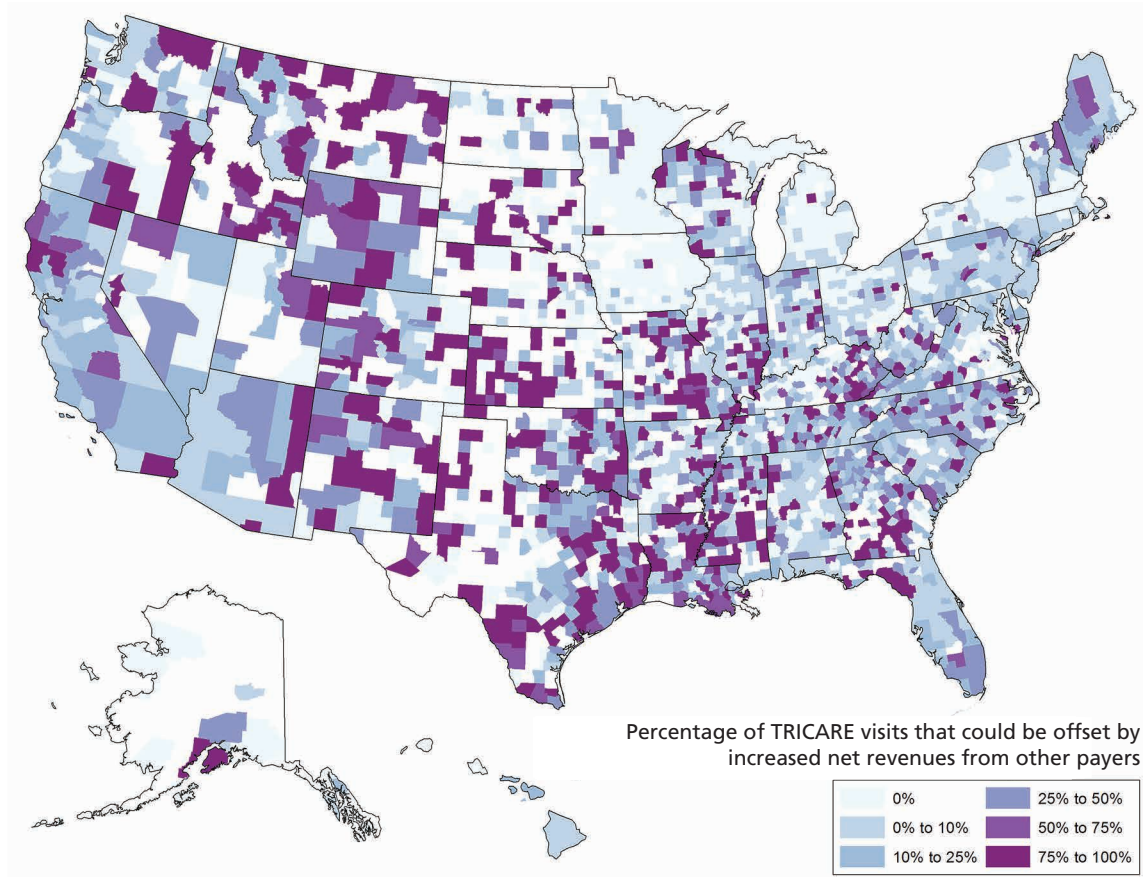 Percentage of TRICARE visits that could be offset by
increased net revenues from other payers
0%
25% to 50%
0% to 10%
50% to 75%
10% to 25%
75% to 100%